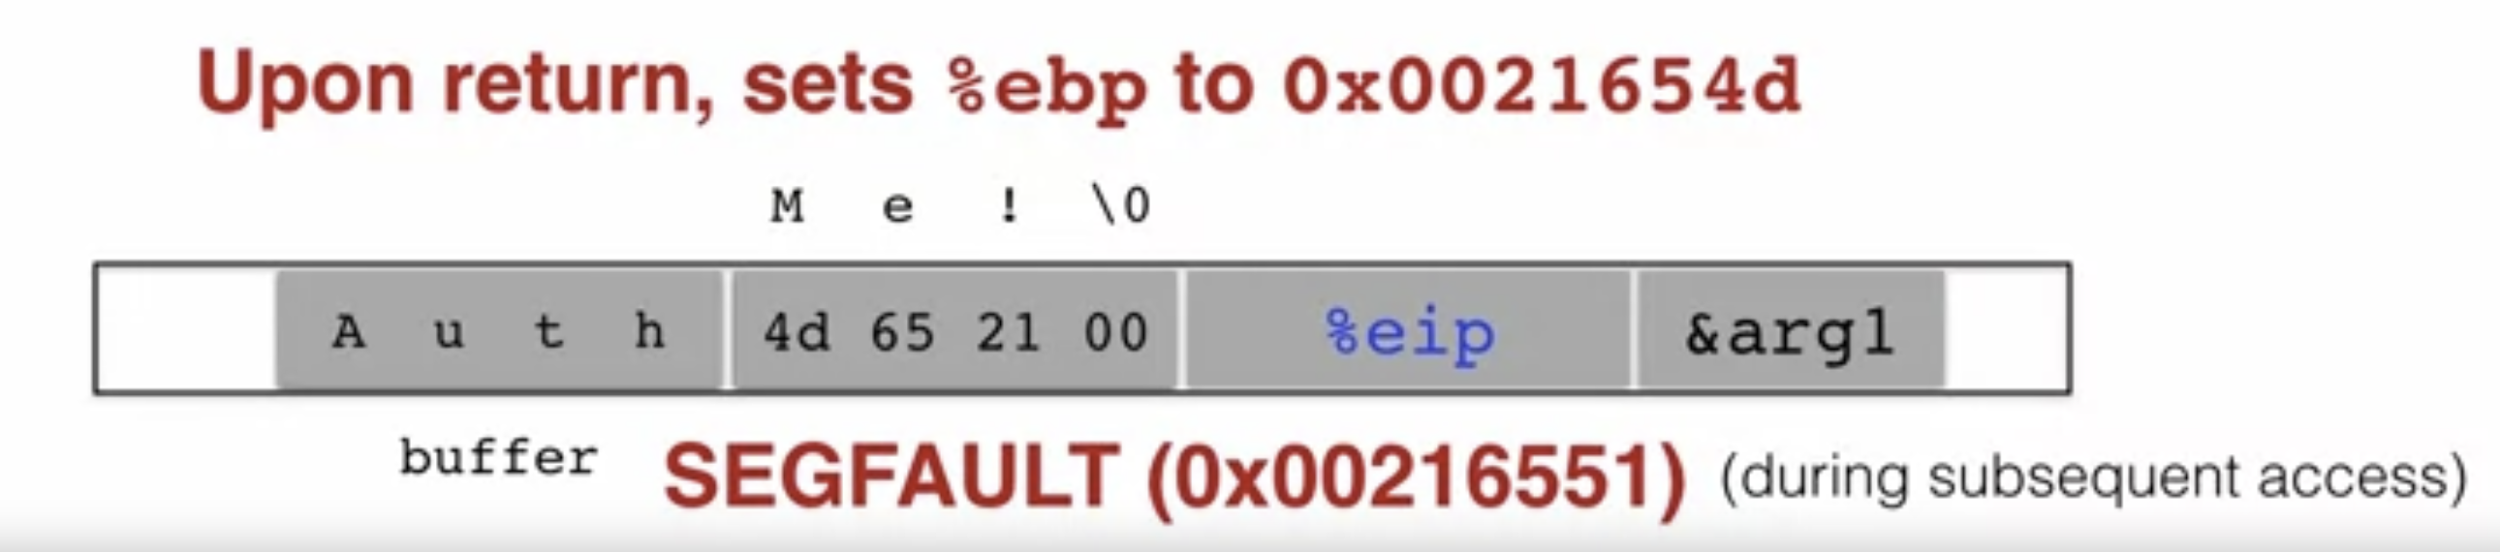 Upon return, sets %ebp to 0x0021654d
M e ! \0
A u t h 4d 65 21 00 %eip &arg1
buffer SEGFAULT (0x00216551) (during subsequent access)